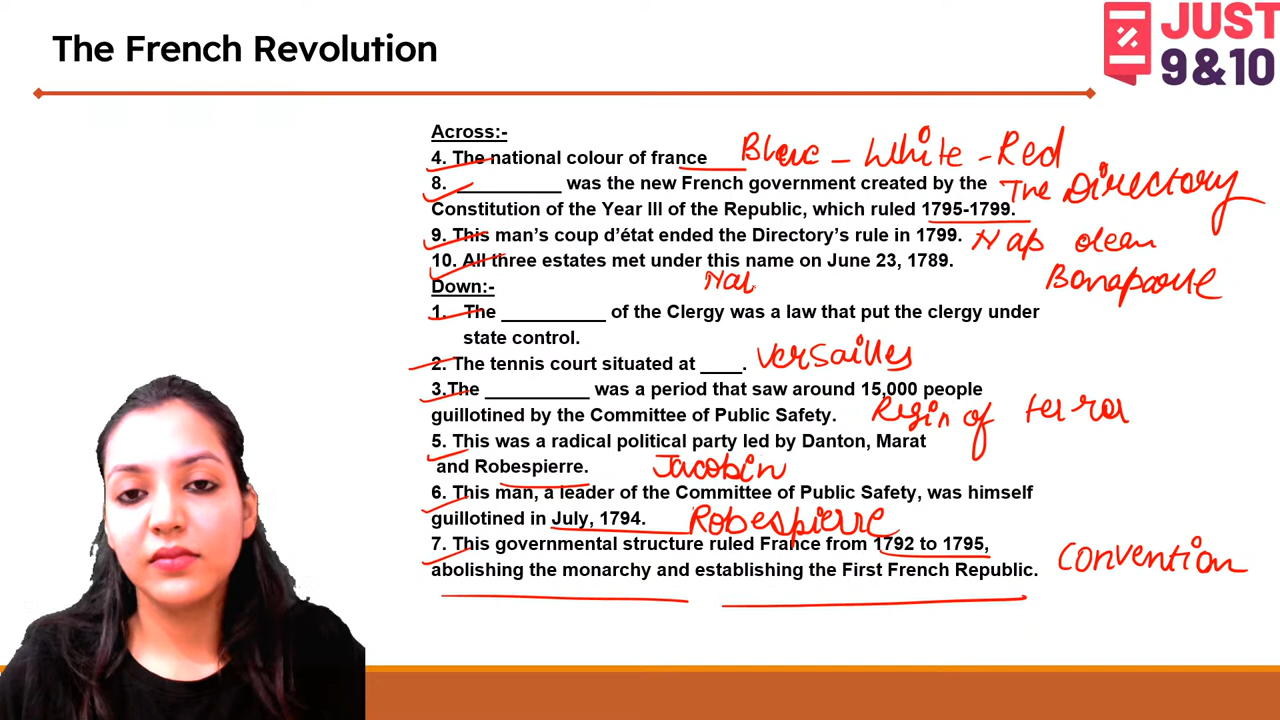 The French Revolution
JUST
9&10
Across:-
4. The national colour of france Bleuc - White - Red
8. __________ was the new French government created by the The Directory
Constitution of the Year III of the Republic, which ruled 1795-1799.
9. This man's coup d'état ended the Directory's rule in 1799. Napolean
10. All three estates met under this name on June 23, 1789. Bonaparte
Nat
Down:-
1. The __________ of the Clergy was a law that put the clergy under
state control.
2. The tennis court situated at ____. Versailles
3.The __________ was a period that saw around 15,000 people
guillotined by the Committee of Public Safety. Regin of terror
5. This was a radical political party led by Danton, Marat
and Robespierre. Jacobin
6. This man, a leader of the Committee of Public Safety, was himself
guillotined in July, 1794. Robespierre
7. This governmental structure ruled France from 1792 to 1795,
abolishing the monarchy and establishing the First French Republic. Convention